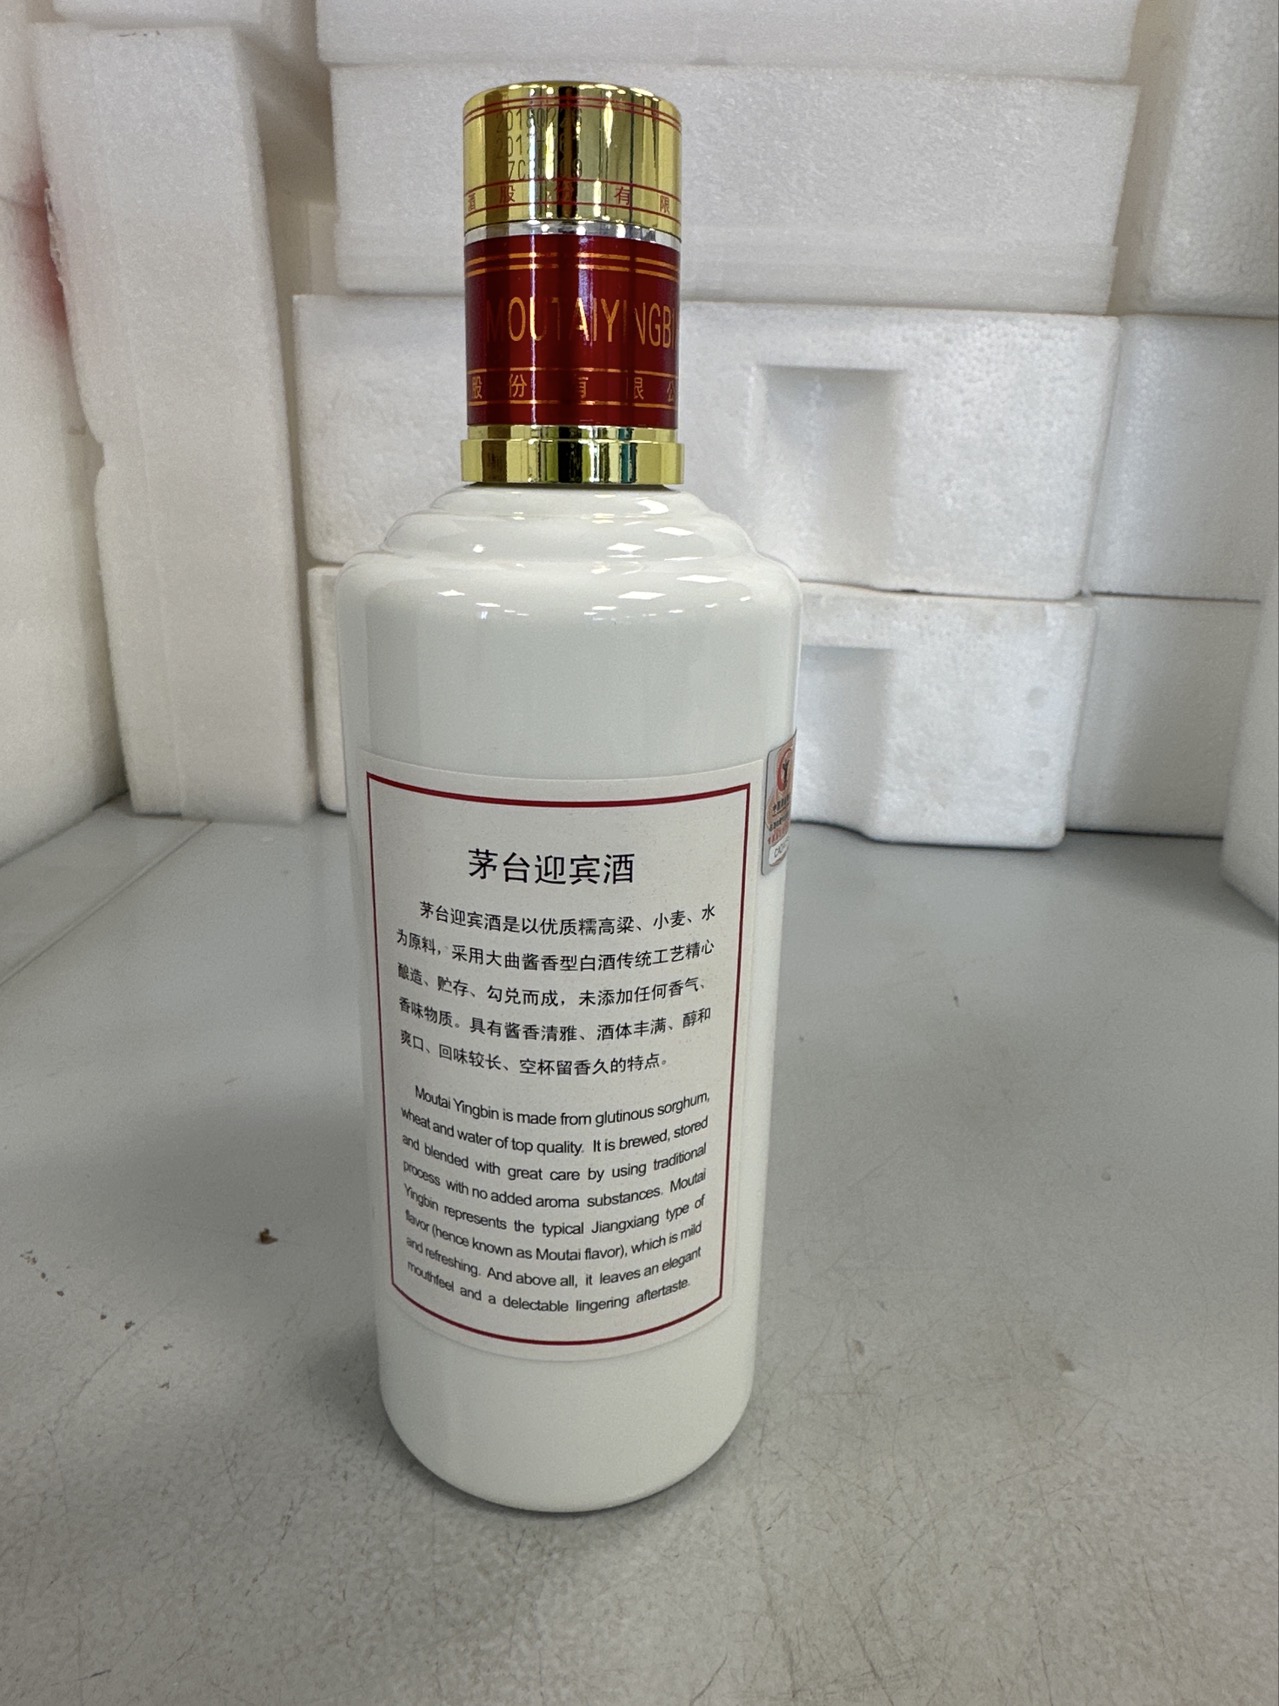 酒股份有限
MOUTAIYINGBI
股份有限公
茅台迎宾酒
茅台迎宾酒是以优质糯高粱、小麦、水
为原料，采用大曲酱香型白酒传统工艺精心
酿造、贮存、勾兑而成，未添加任何香气、
香味物质。具有酱香清雅、酒体丰满、醇和
爽口、回味较长、空杯留香久的特点。
Moutai Yingbin is made from glutinous sorghum,
wheat and water of top quality. It is brewed, stored
and blended with great care by using traditional
process with no added aroma substances. Moutai
Yingbin represents the typical Jiangxiang type of
flavor (hence known as Moutai flavor), which is mild
and refreshing. And above all, it leaves an elegant
mouthfeel and a delectable lingering aftertaste.